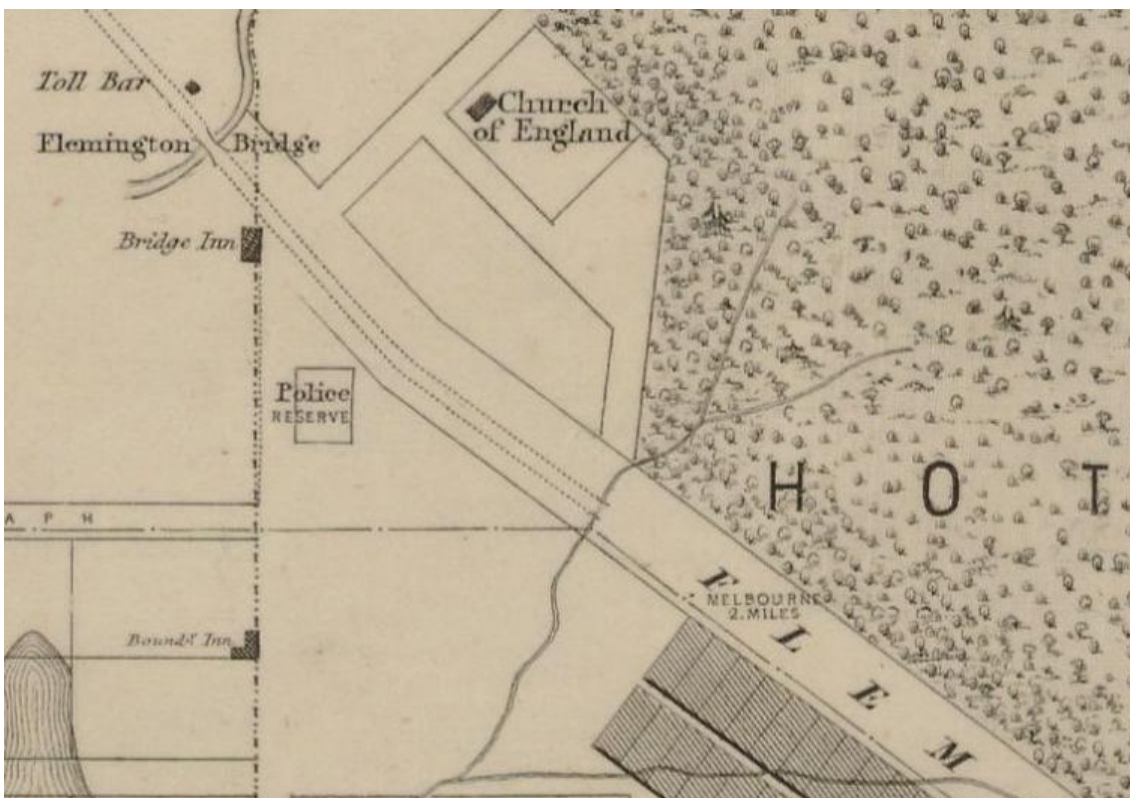 Toll Bar
Church
of England
Flemington Bridge
Bridge Inn
Police
RESERVE
H O T
A P H
F L E M
MELBOURNE
2.MILES
Boundy Inn